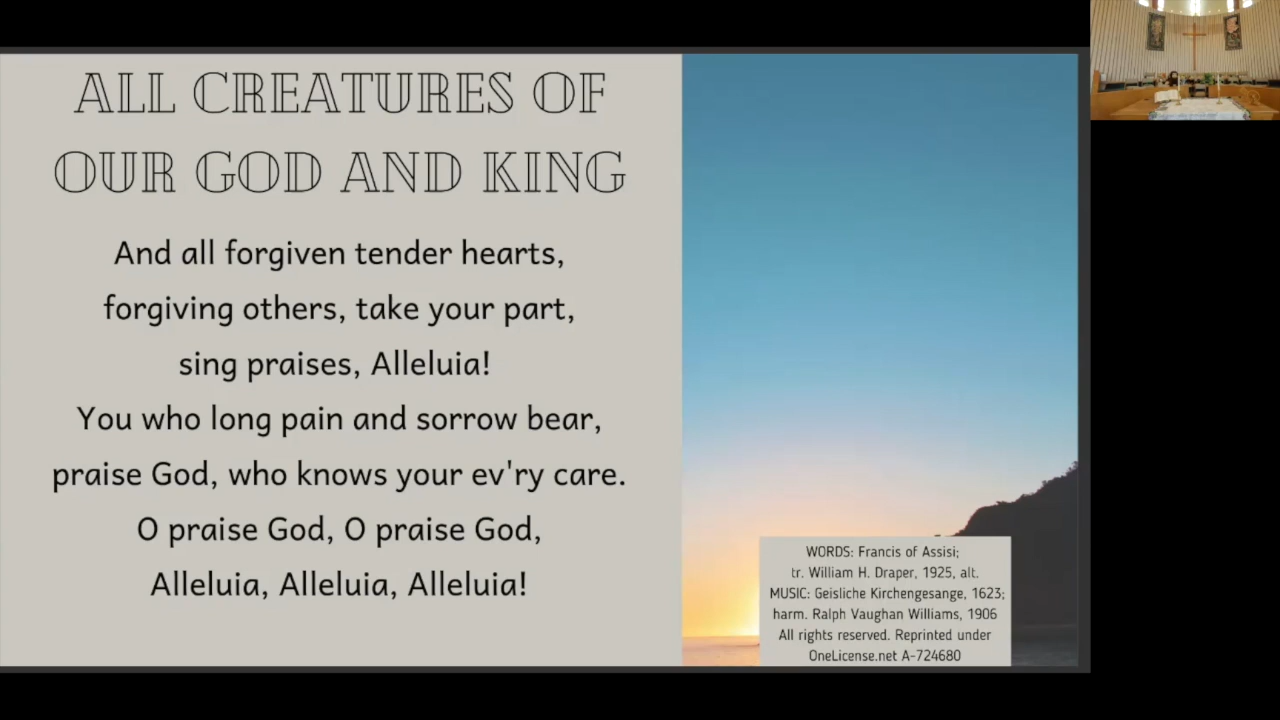 ALL CREATURES OF
OUR GOD AND KING
And all forgiven tender hearts,
forgiving others, take your part,
sing praises, Alleluia!
You who long pain and sorrow bear,
praise God, who knows your ev'ry care.
O praise God, O praise God,
Alleluia, Alleluia, Alleluia!
WORDS: Francis of Assisi;
tr. William H. Draper, 1925, alt.
MUSIC: Geisliche Kirchengesange, 1623;
harm. Ralph Vaughan Williams, 1906
All rights reserved. Reprinted under
OneLicense.net A-724680